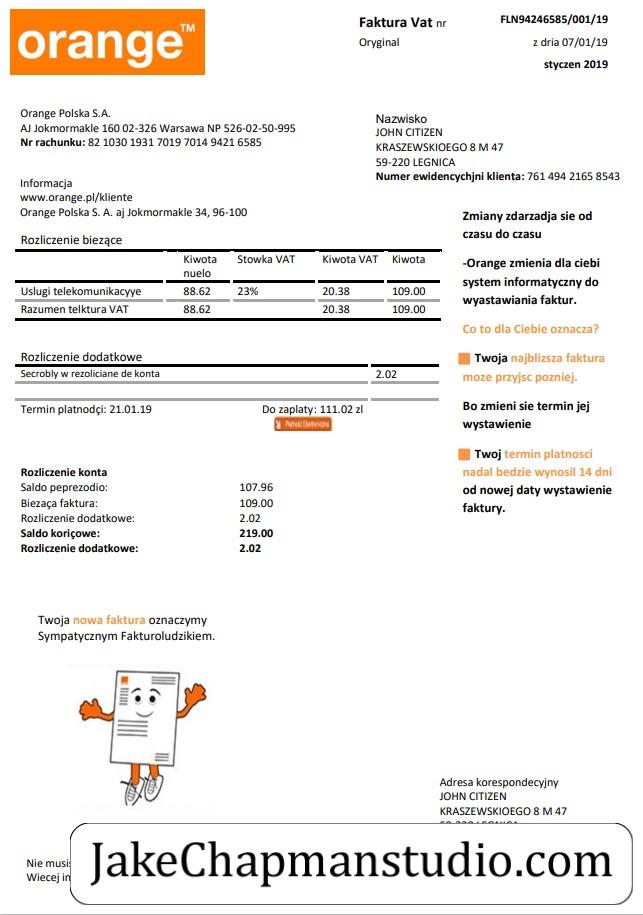 orange™
Faktura Vat nr FLN94246585/001/19
Oryginal z dnia 07/01/19
styczen 2019
Orange Polska S.A.
AJ Jokmormakle 160 02-326 Warsawa NP 526-02-50-995
Nr rachunku: 82 1030 1931 7019 7014 9421 6585
Nazwisko
JOHN CITIZEN
KRASZEWSKIOEGO 8 M 47
59-220 LEGNICA
Numer ewidencychjni klienta: 761 494 2165 8543
Informacja
www.orange.pl/kliente
Orange Polska S. A. aj Jokmormakle 34, 96-100
Zmiany zdarzadja sie od
czasu do czasu
-Orange zmienia dla ciebi
system informatyczny do
wyastawiania faktur.
Co to dla Ciebie oznacza?
Twoja najblizsza faktura
moze przyjsc pozniej.
Bo zmieni sie termin jej
wystawienie
Twoj termin platnosci
nadal bedzie wynosil 14 dni
od nowej daty wystawienie
faktury.
Rozliczenie biezące
Kiwota nuelo Stowka VAT Kiwota VAT Kiwota
Uslugi telekomunikacyye 88.62 23% 20.38 109.00
Razumen telktura VAT 88.62 20.38 109.00
Rozliczenie dodatkowe
Secrobly w rezoliciane de konta 2.02
Termin platnodçi: 21.01.19 Do zaplaty: 111.02 zl
Płatność Elektroniczna
Rozliczenie konta
Saldo peprezodio: 107.96
Biezaça faktura: 109.00
Rozliczenie dodatkowe: 2.02
Saldo koriçowe: 219.00
Rozliczenie dodatkowe: 2.02
Twoja nowa faktura oznaczymy
Sympatycznym Fakturoludzikiem.
Adresa korespondecyjny
JOHN CITIZEN
KRASZEWSKIOEGO 8 M 47
Nie musis
Wiecej in
JakeChapmanstudio.com